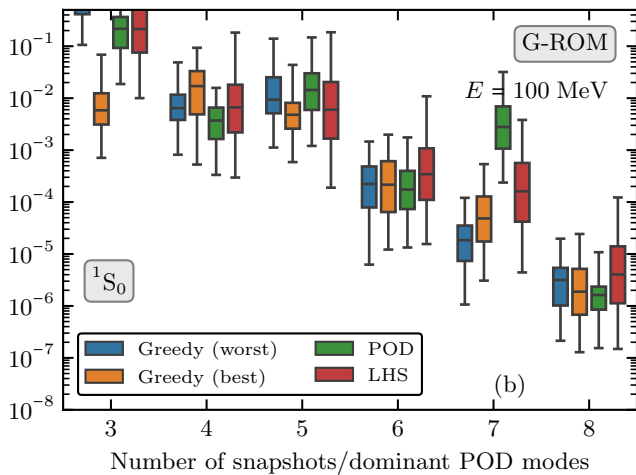 G-ROM
E = 100 MeV
10⁻¹
10⁻²
10⁻³
10⁻⁴
10⁻⁵
10⁻⁶
10⁻⁷
10⁻⁸
¹S₀
Greedy (worst)
Greedy (best)
POD
LHS
(b)
3 4 5 6 7 8
Number of snapshots/dominant POD modes